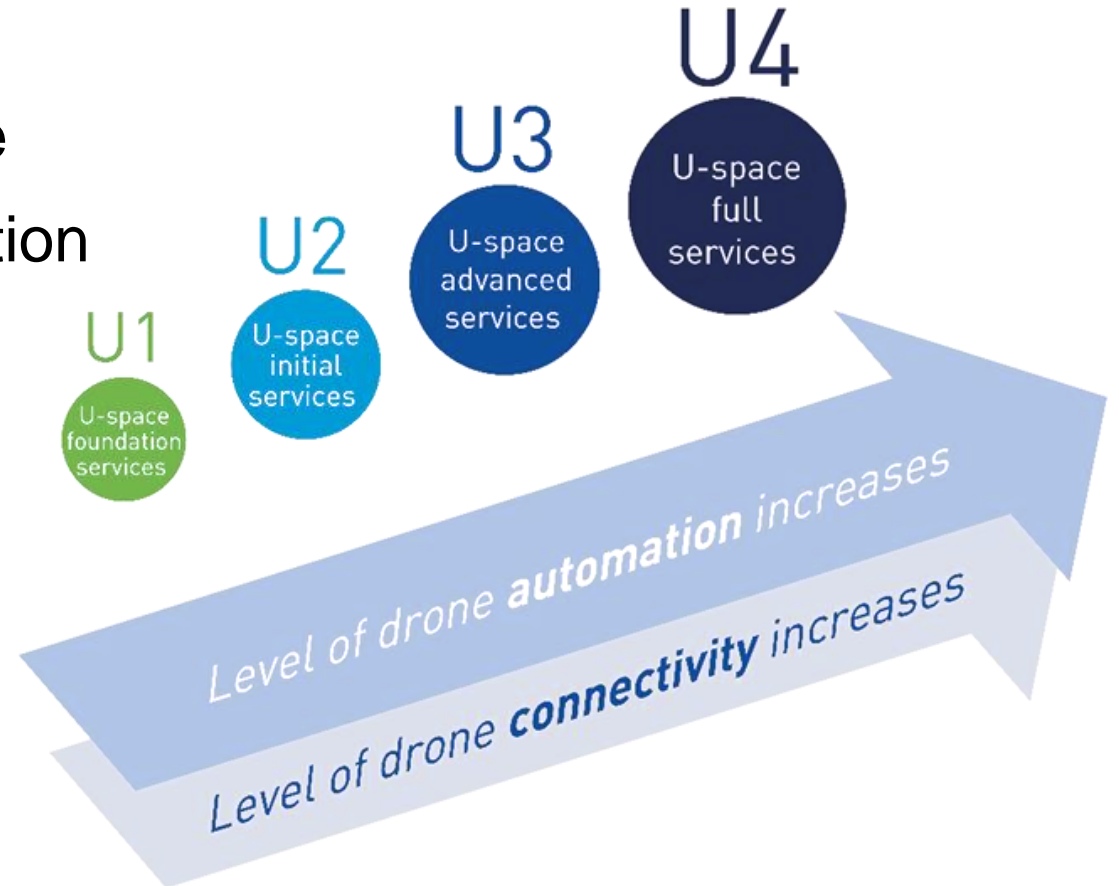 U4
U-space
full
services
U3
U-space
advanced
services
U2
U-space
initial
services
U1
U-space
foundation
services
Level of drone automation increases
Level of drone connectivity increases